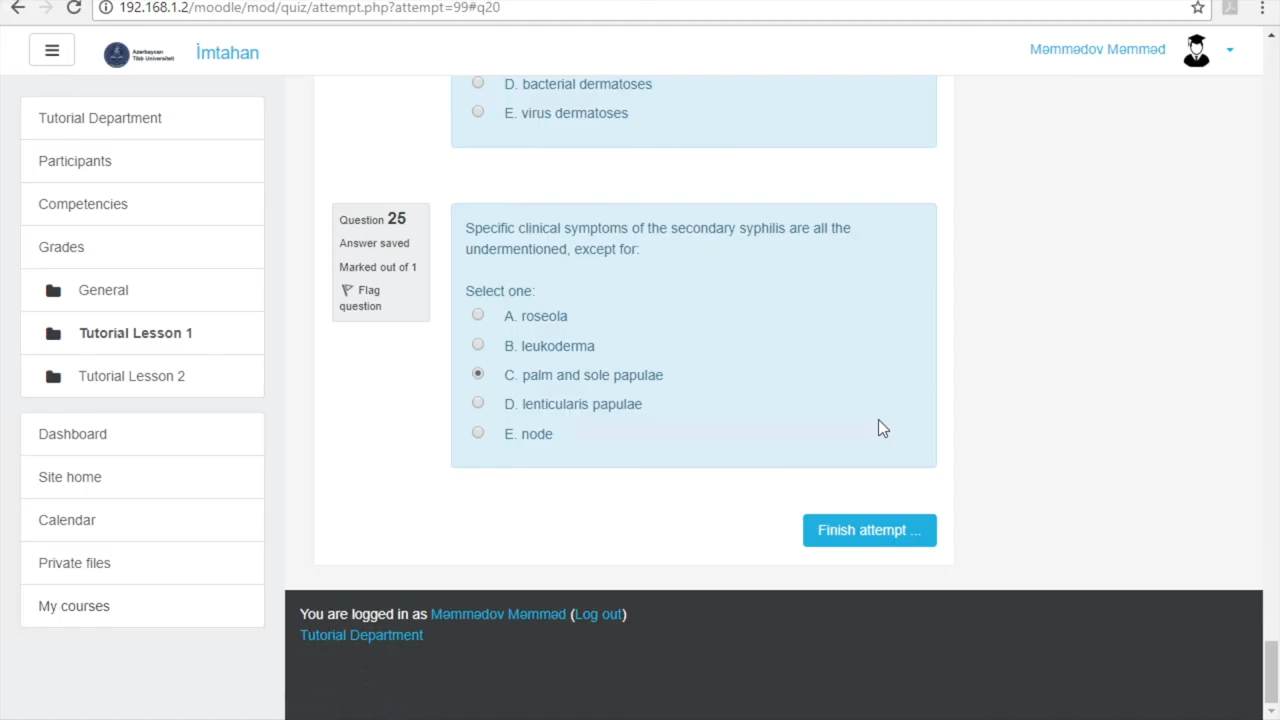 192.168.1.2/moodle/mod/quiz/attempt.php?attempt=99#q20
Azərbaycan
Tibb Universiteti
İmtahan
Məmmədov Məmməd
Tutorial Department
Participants
Competencies
Grades
General
Tutorial Lesson 1
Tutorial Lesson 2
Dashboard
Site home
Calendar
Private files
My courses
D. bacterial dermatoses
E. virus dermatoses
Question 25
Answer saved
Marked out of 1
Flag
question
Specific clinical symptoms of the secondary syphilis are all the
undermentioned, except for:
Select one:
A. roseola
B. leukoderma
C. palm and sole papulae
D. lenticularis papulae
E. node
Finish attempt ...
You are logged in as Məmmədov Məmməd (Log out)
Tutorial Department